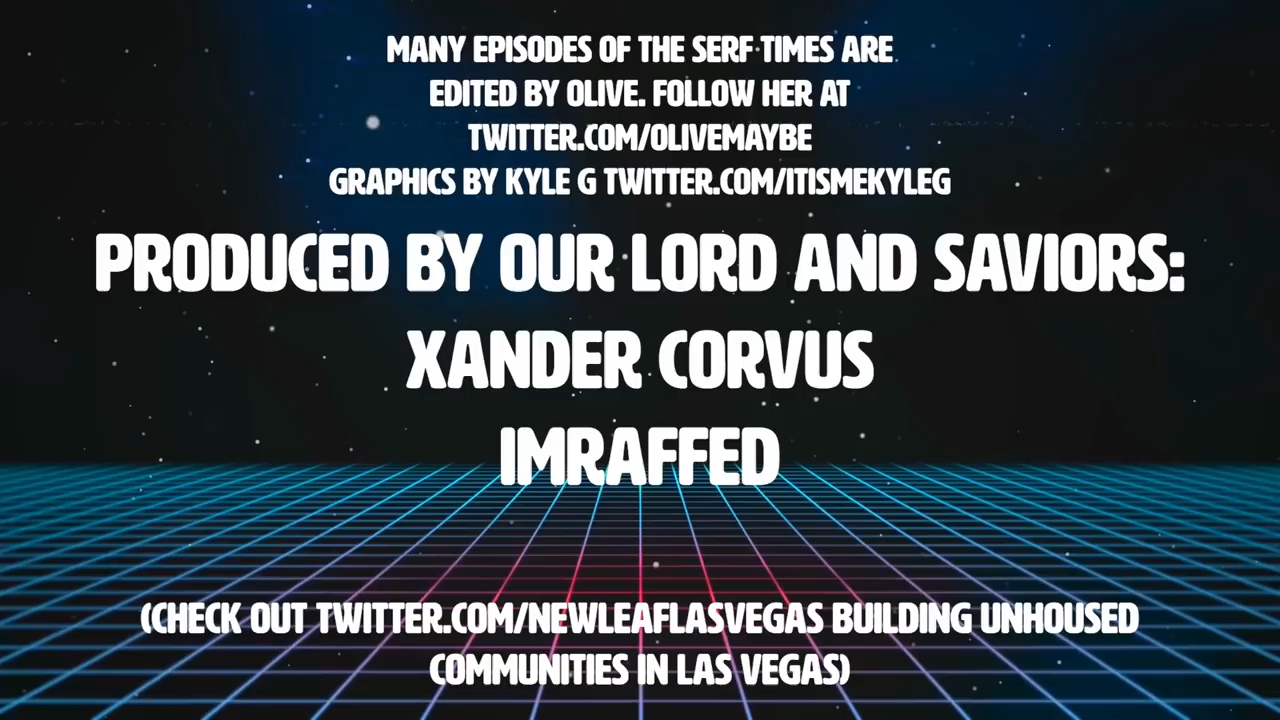 MANY EPISODES OF THE SERF TIMES ARE
EDITED BY OLIVE. FOLLOW HER AT
TWITTER.COM/OLIVEMAYBE
GRAPHICS BY KYLE G TWITTER.COM/ITISMEKYLEG
PRODUCED BY OUR LORD AND SAVIORS:
XANDER CORVUS
IMRAFFED
(CHECK OUT TWITTER.COM/NEWLEAFLASVEGAS BUILDING UNHOUSED
COMMUNITIES IN LAS VEGAS)